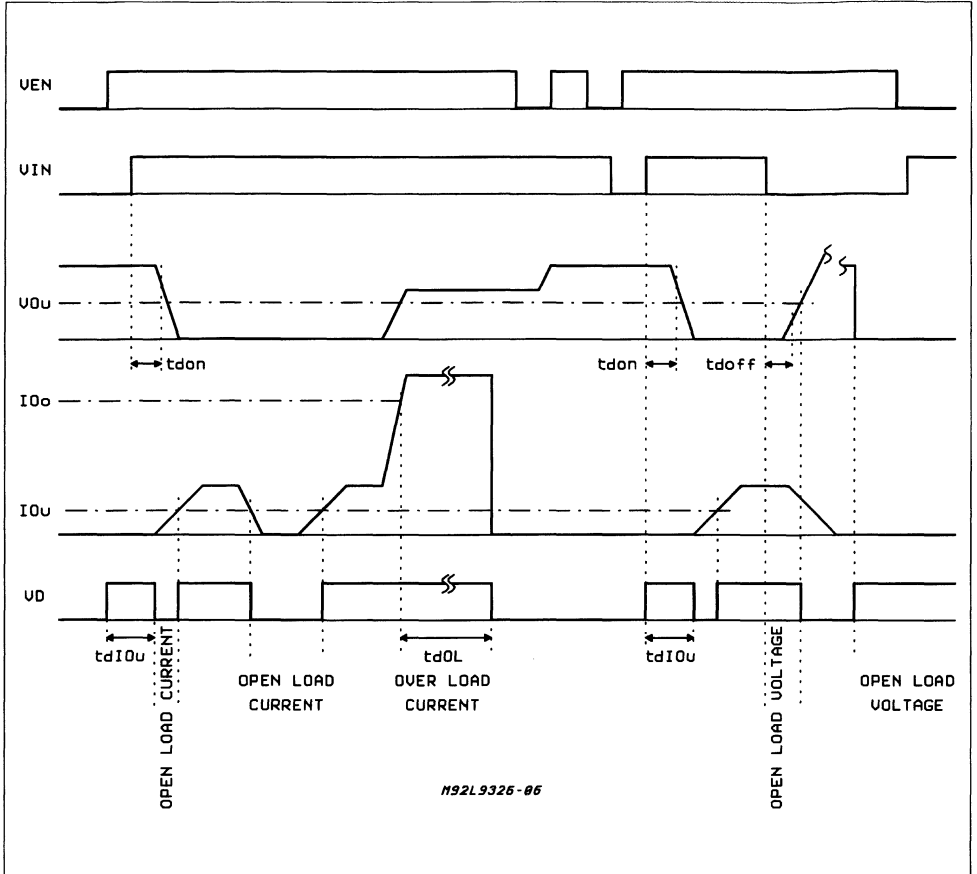 VEN
VIN
VOu
tdon
tdon
tdoff
IOo
IOu
VD
tdIOu
tdOL
tdIOu
OPEN LOAD CURRENT
OPEN LOAD
CURRENT
OVER LOAD
CURRENT
OPEN LOAD VOLTAGE
OPEN LOAD
VOLTAGE
M92L9326-06